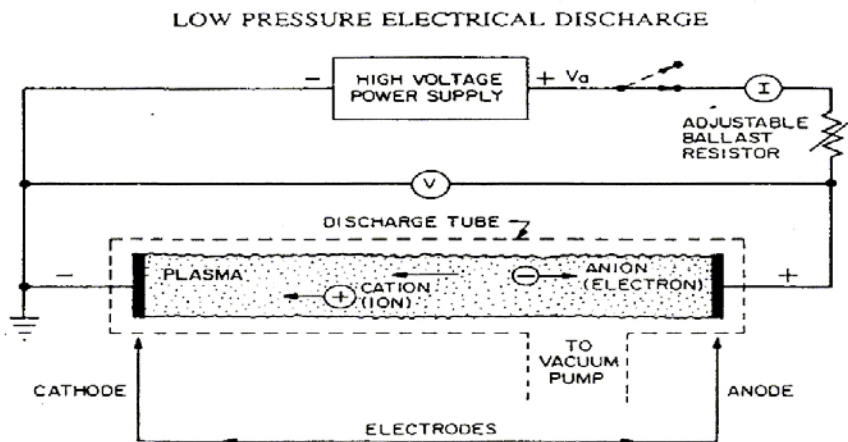 LOW PRESSURE ELECTRICAL DISCHARGE
− HIGH VOLTAGE + Va
POWER SUPPLY
I
ADJUSTABLE
BALLAST
RESISTOR
V
DISCHARGE TUBE
− PLASMA
− ANION +
(ELECTRON)
+ CATION
(ION)
TO
VACUUM
PUMP
CATHODE
ANODE
ELECTRODES